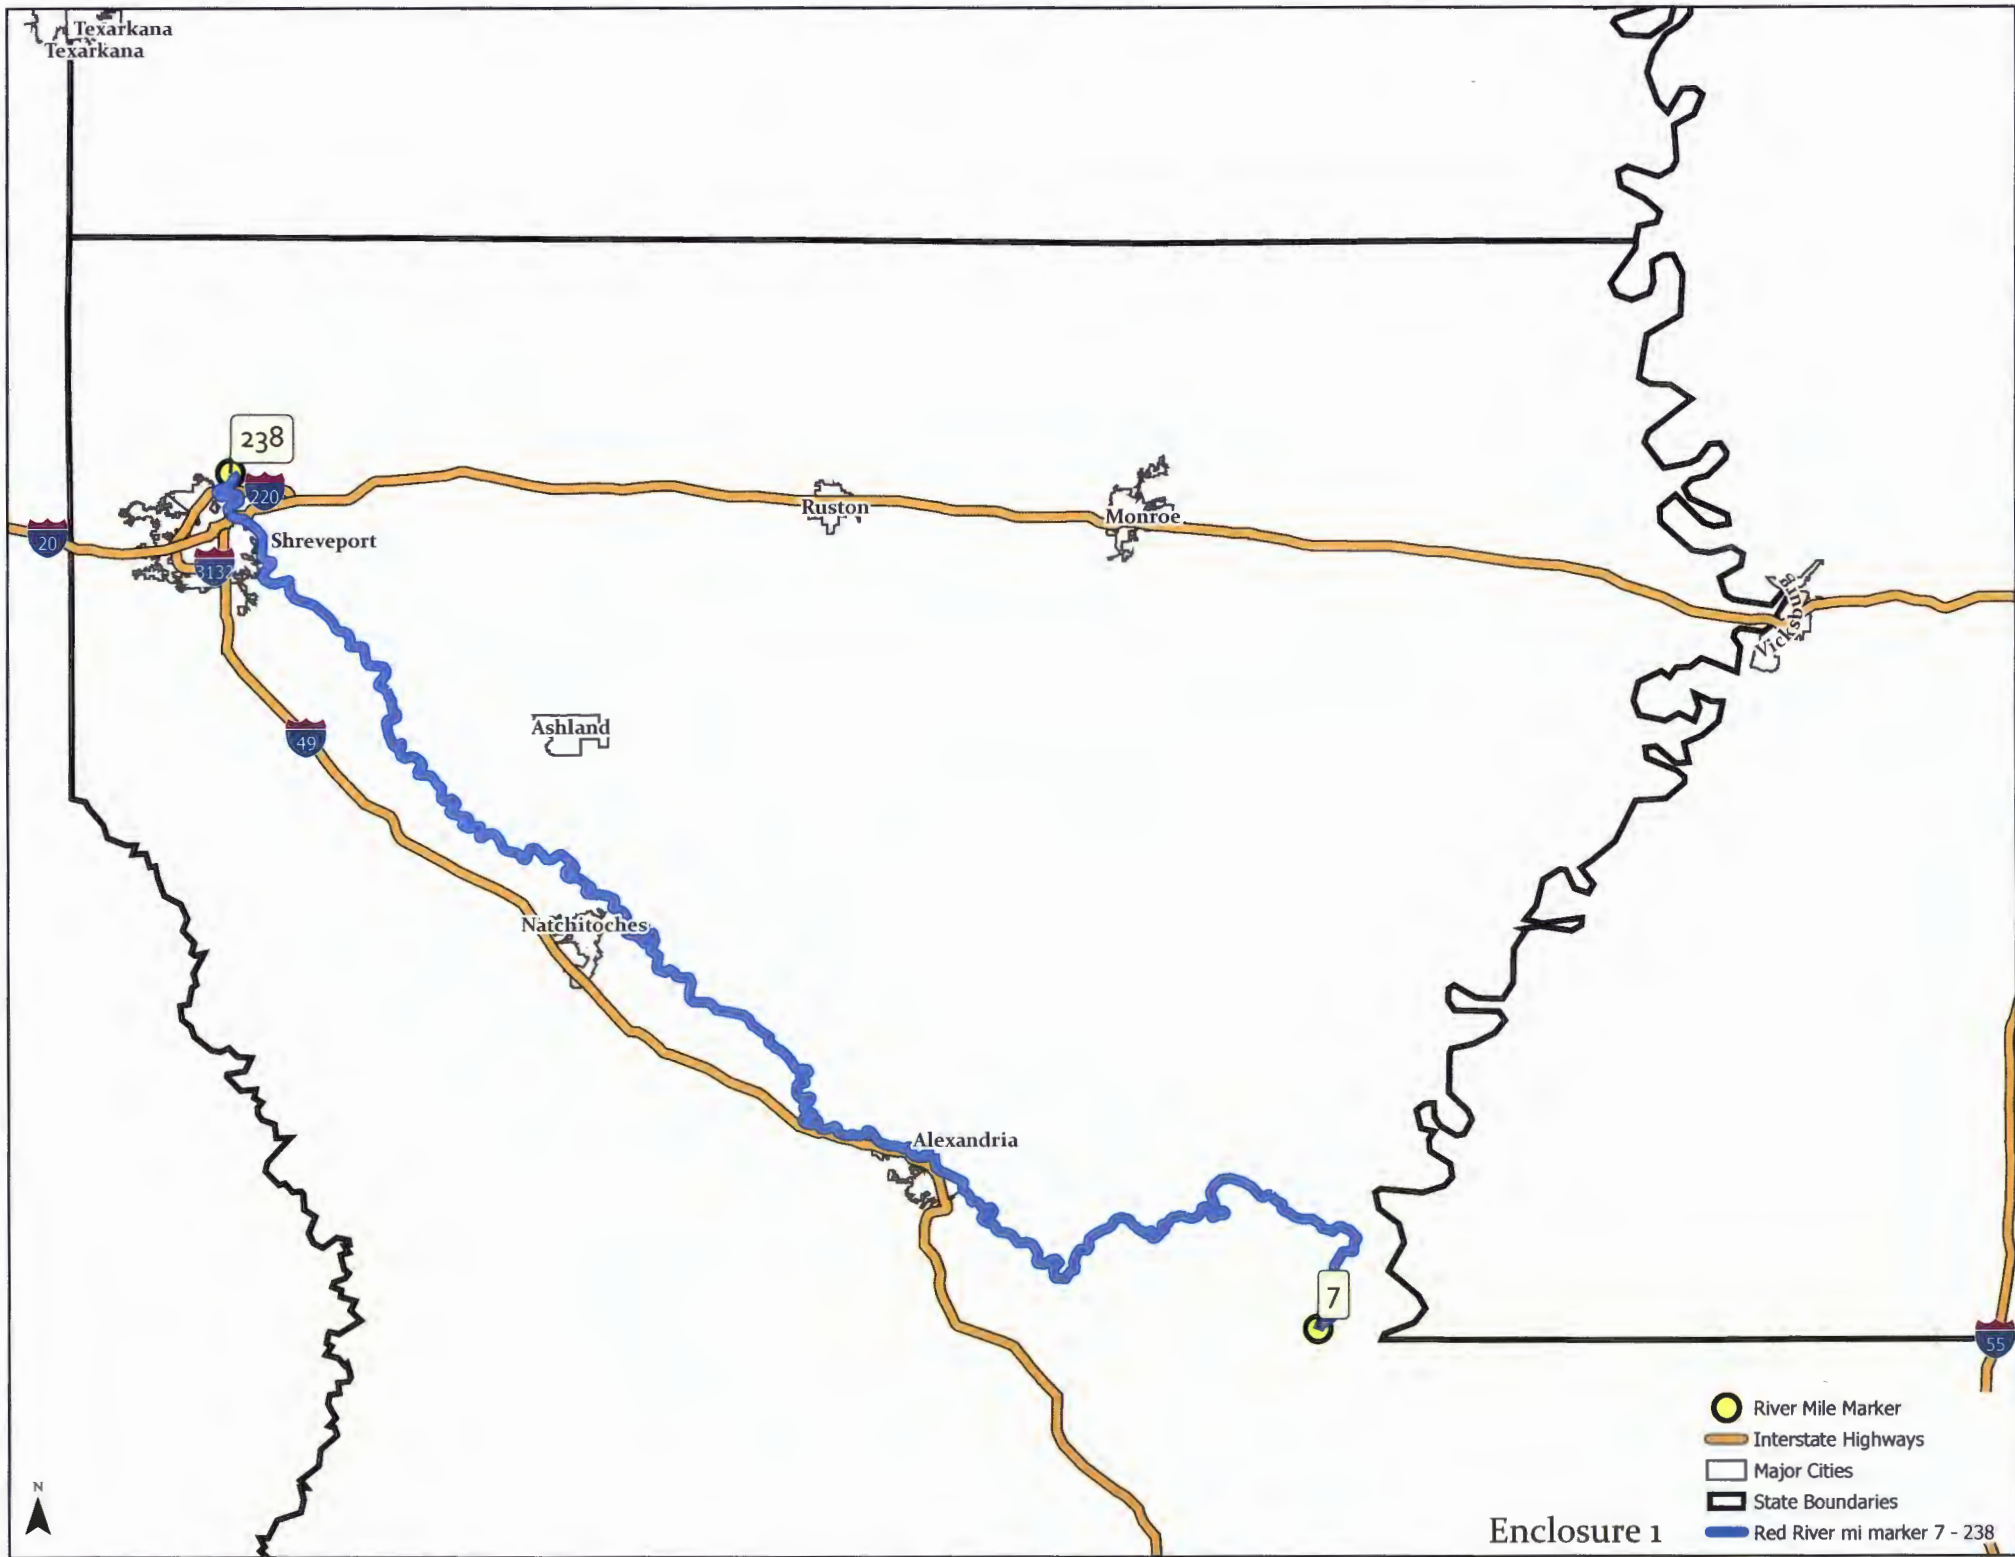 Texarkana
Texarkana
238
220
Ruston
Monroe
20
Shreveport
3132
Vicksburg
49
Ashland
Natchitoches
Alexandria
7
55
River Mile Marker
Interstate Highways
Major Cities
State Boundaries
Red River mi marker 7 - 238
N
Enclosure 1